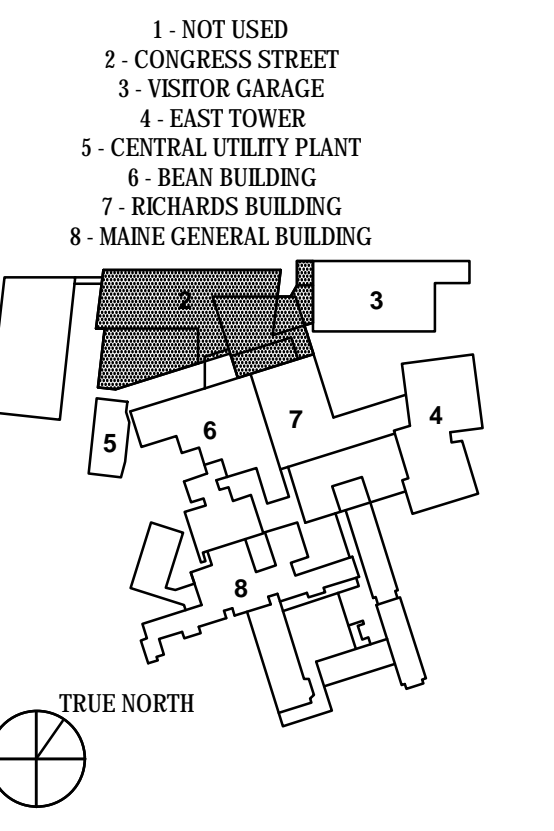 1 - NOT USED
2 - CONGRESS STREET
3 - VISITOR GARAGE
4 - EAST TOWER
5 - CENTRAL UTILITY PLANT
6 - BEAN BUILDING
7 - RICHARDS BUILDING
8 - MAINE GENERAL BUILDING
2
3
4
7
6
5
8
TRUE NORTH